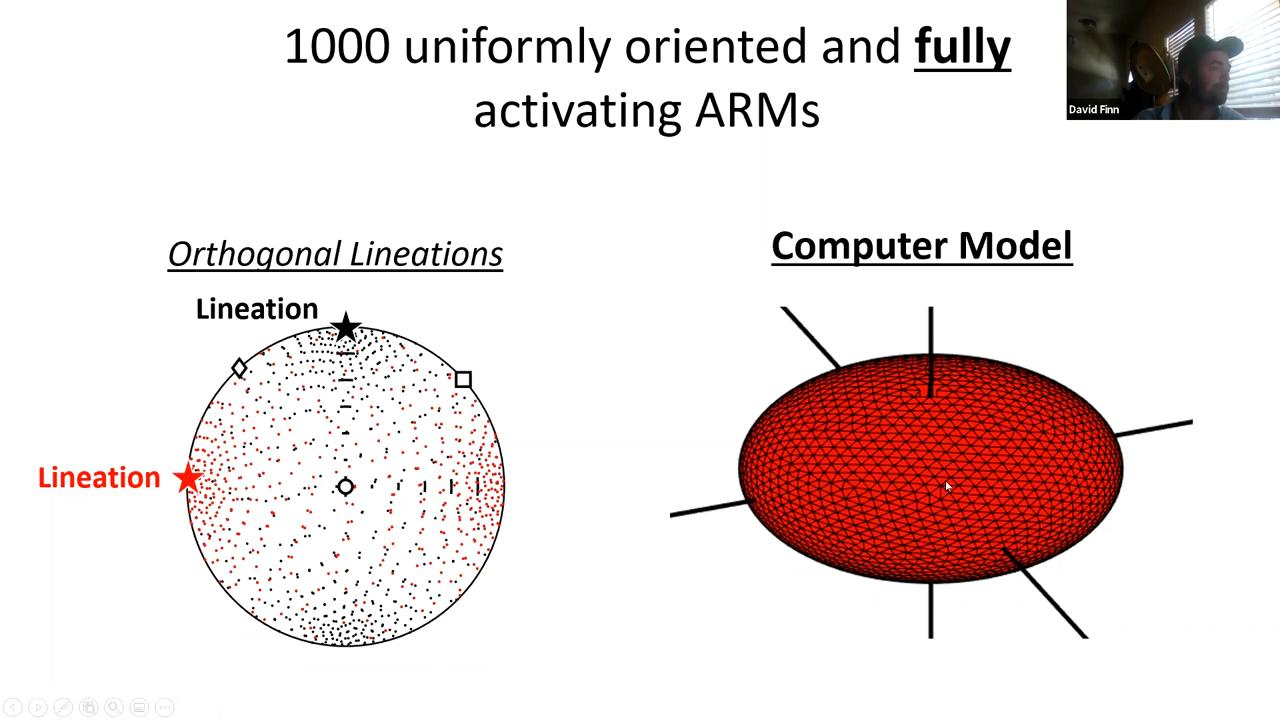 1000 uniformly oriented and fully
activating ARMs
David Finn
Orthogonal Lineations
Computer Model
Lineation
Lineation